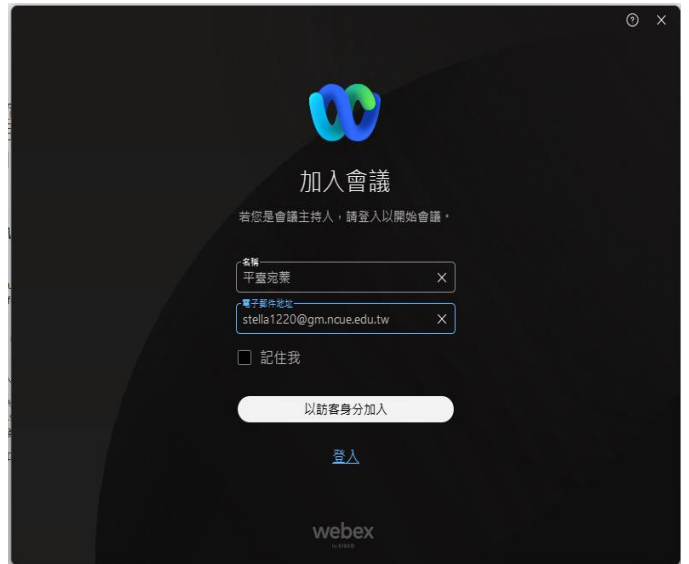 加入會議
若您是會議主持人，請登入以開始會議。
名稱
平臺宛蓁
電子郵件地址
stella1220@gm.ncue.edu.tw
記住我
以訪客身分加入
登入
webex
by CISCO